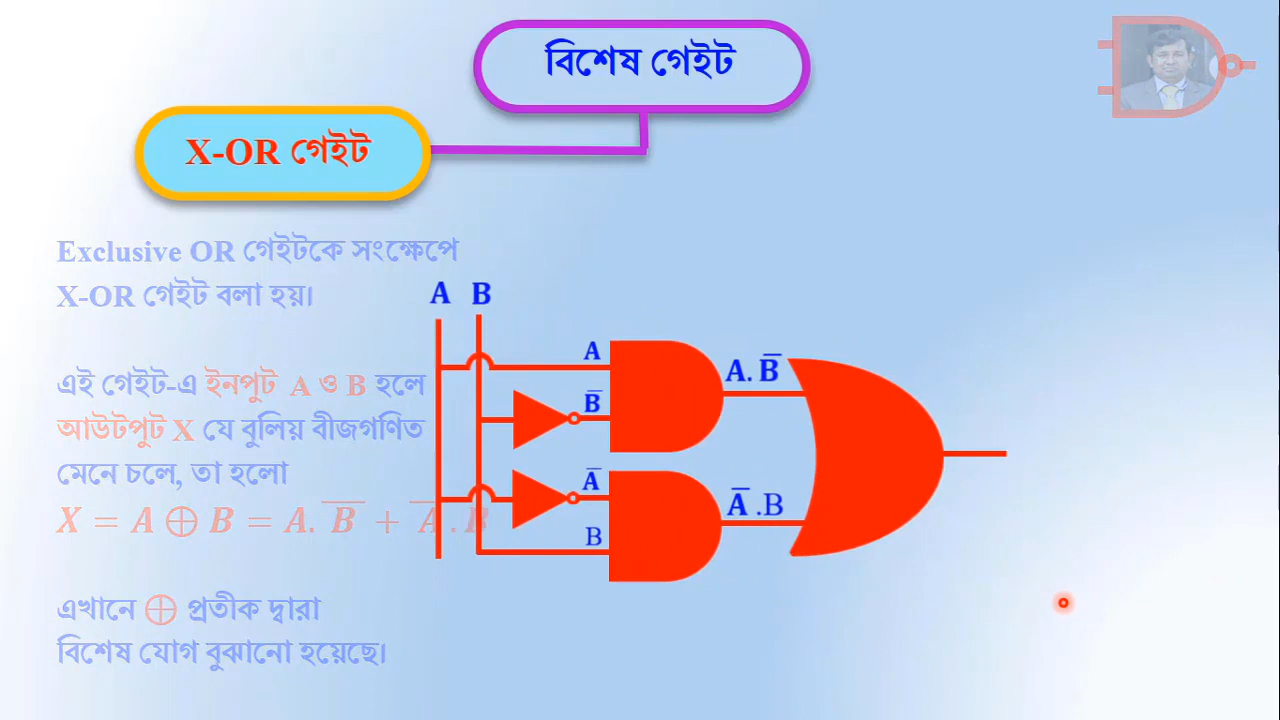 বিশেষ গেইট
X-OR গেইট
Exclusive OR গেইটকে সংক্ষেপে
X-OR গেইট বলা হয়।
এই গেইট-এ ইনপুট A ও B হলে
আউটপুট X যে বুলিয় বীজগণিত
মেনে চলে, তা হলো
X = A ⊕ B = A. B̅ + A̅ . B
এখানে ⊕ প্রতীক দ্বারা
বিশেষ যোগ বুঝানো হয়েছে।
A B
A
B̅
A. B̅
A̅
B
A̅ .B